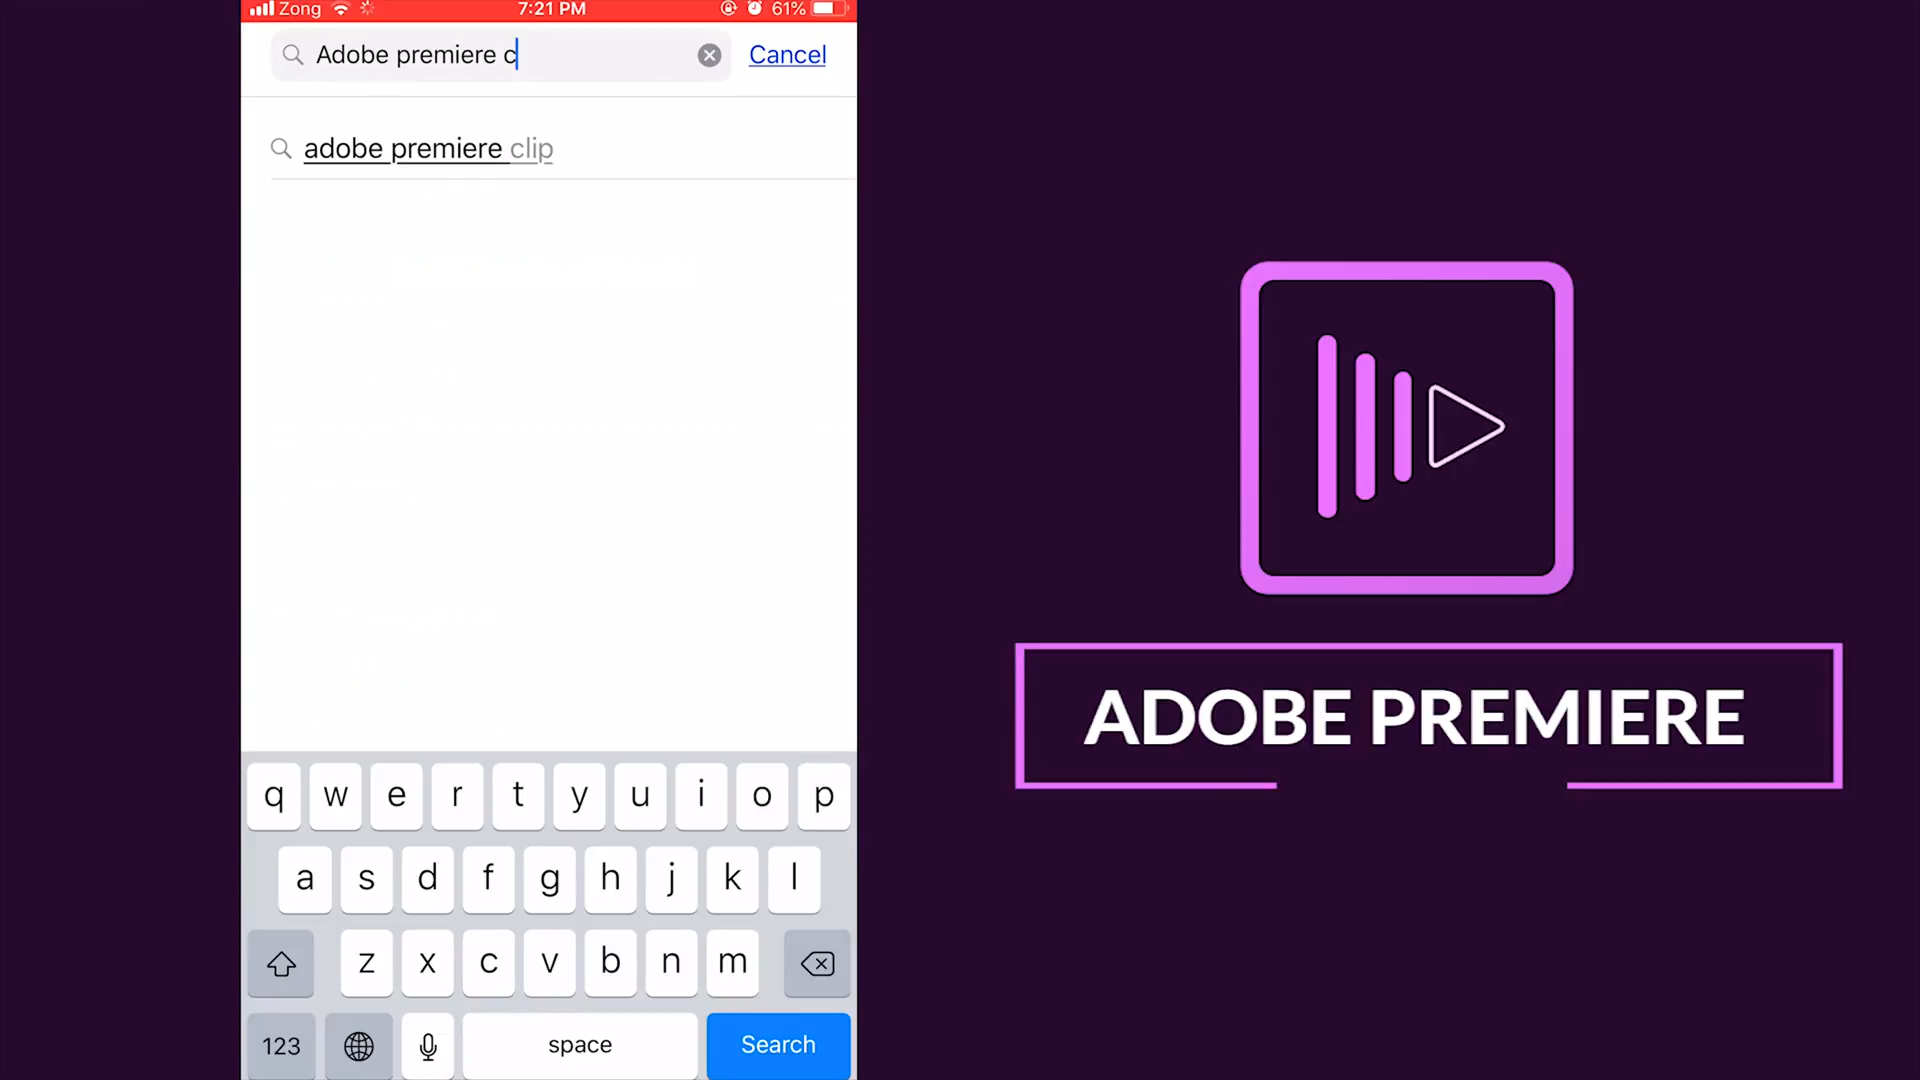 Zong 7:21 PM 61%
Adobe premiere c Cancel
adobe premiere clip
ADOBE PREMIERE
q w e r t y u i o p
a s d f g h j k l
z x c v b n m
123 space Search